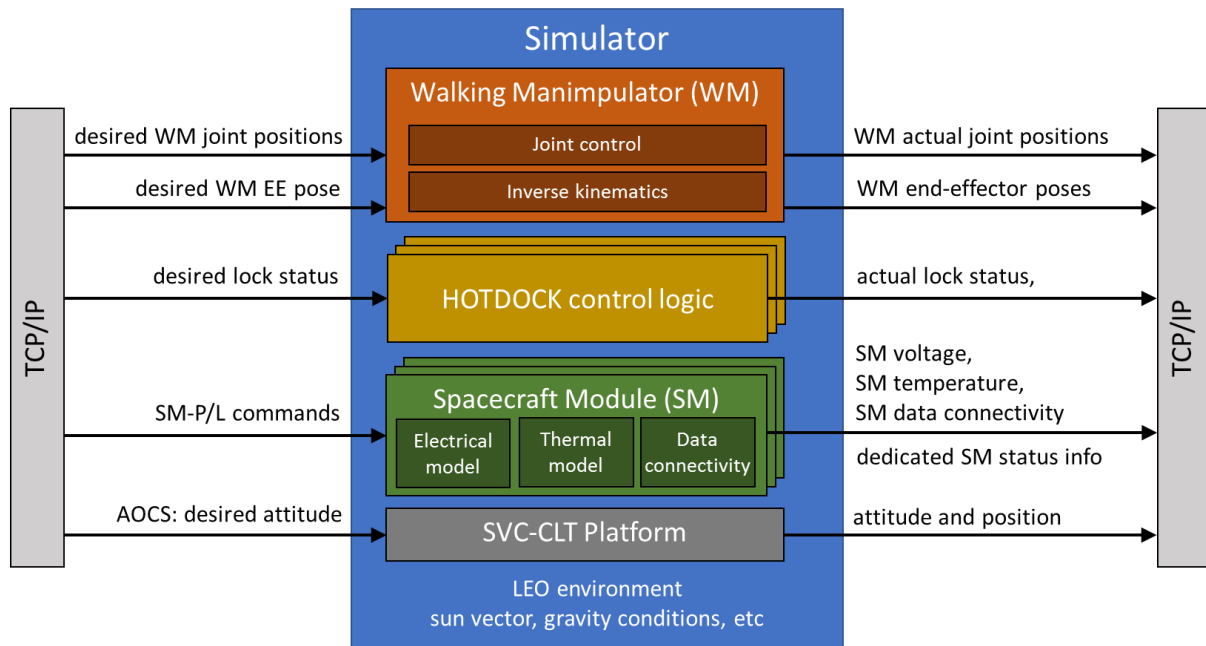 Simulator
Walking Manimpulator (WM)
Joint control
Inverse kinematics
desired WM joint positions
desired WM EE pose
WM actual joint positions
WM end-effector poses
desired lock status
HOTDOCK control logic
actual lock status,
TCP/IP
TCP/IP
SM-P/L commands
Spacecraft Module (SM)
Electrical
model
Thermal
model
Data
connectivity
SM voltage,
SM temperature,
SM data connectivity
dedicated SM status info
AOCS: desired attitude
SVC-CLT Platform
attitude and position
LEO environment
sun vector, gravity conditions, etc